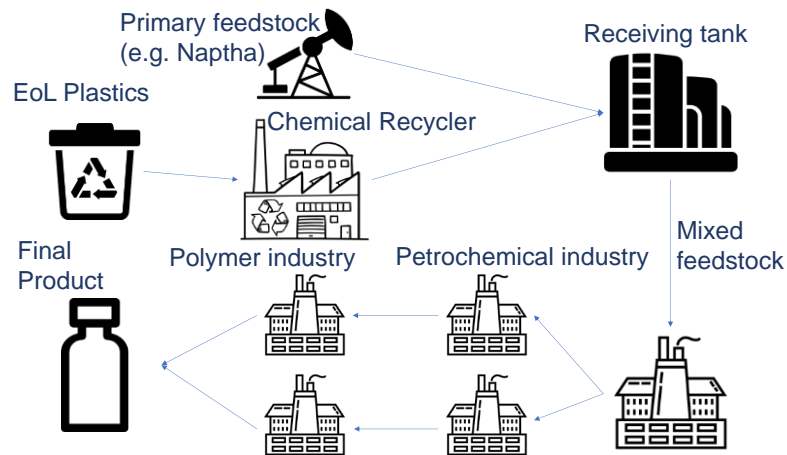 Primary feedstock
(e.g. Naptha)
Receiving tank
EoL Plastics
Chemical Recycler
Mixed
feedstock
Final
Product
Polymer industry
Petrochemical industry